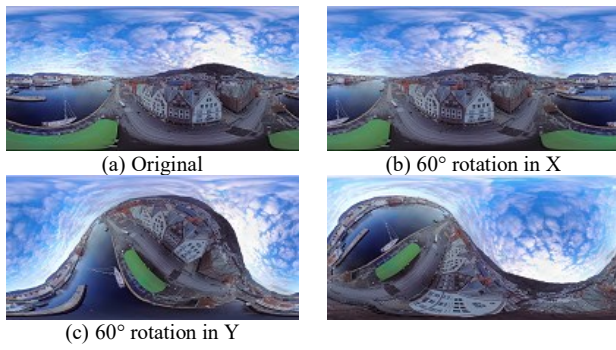 (a) Original
(b) 60° rotation in X
(c) 60° rotation in Y